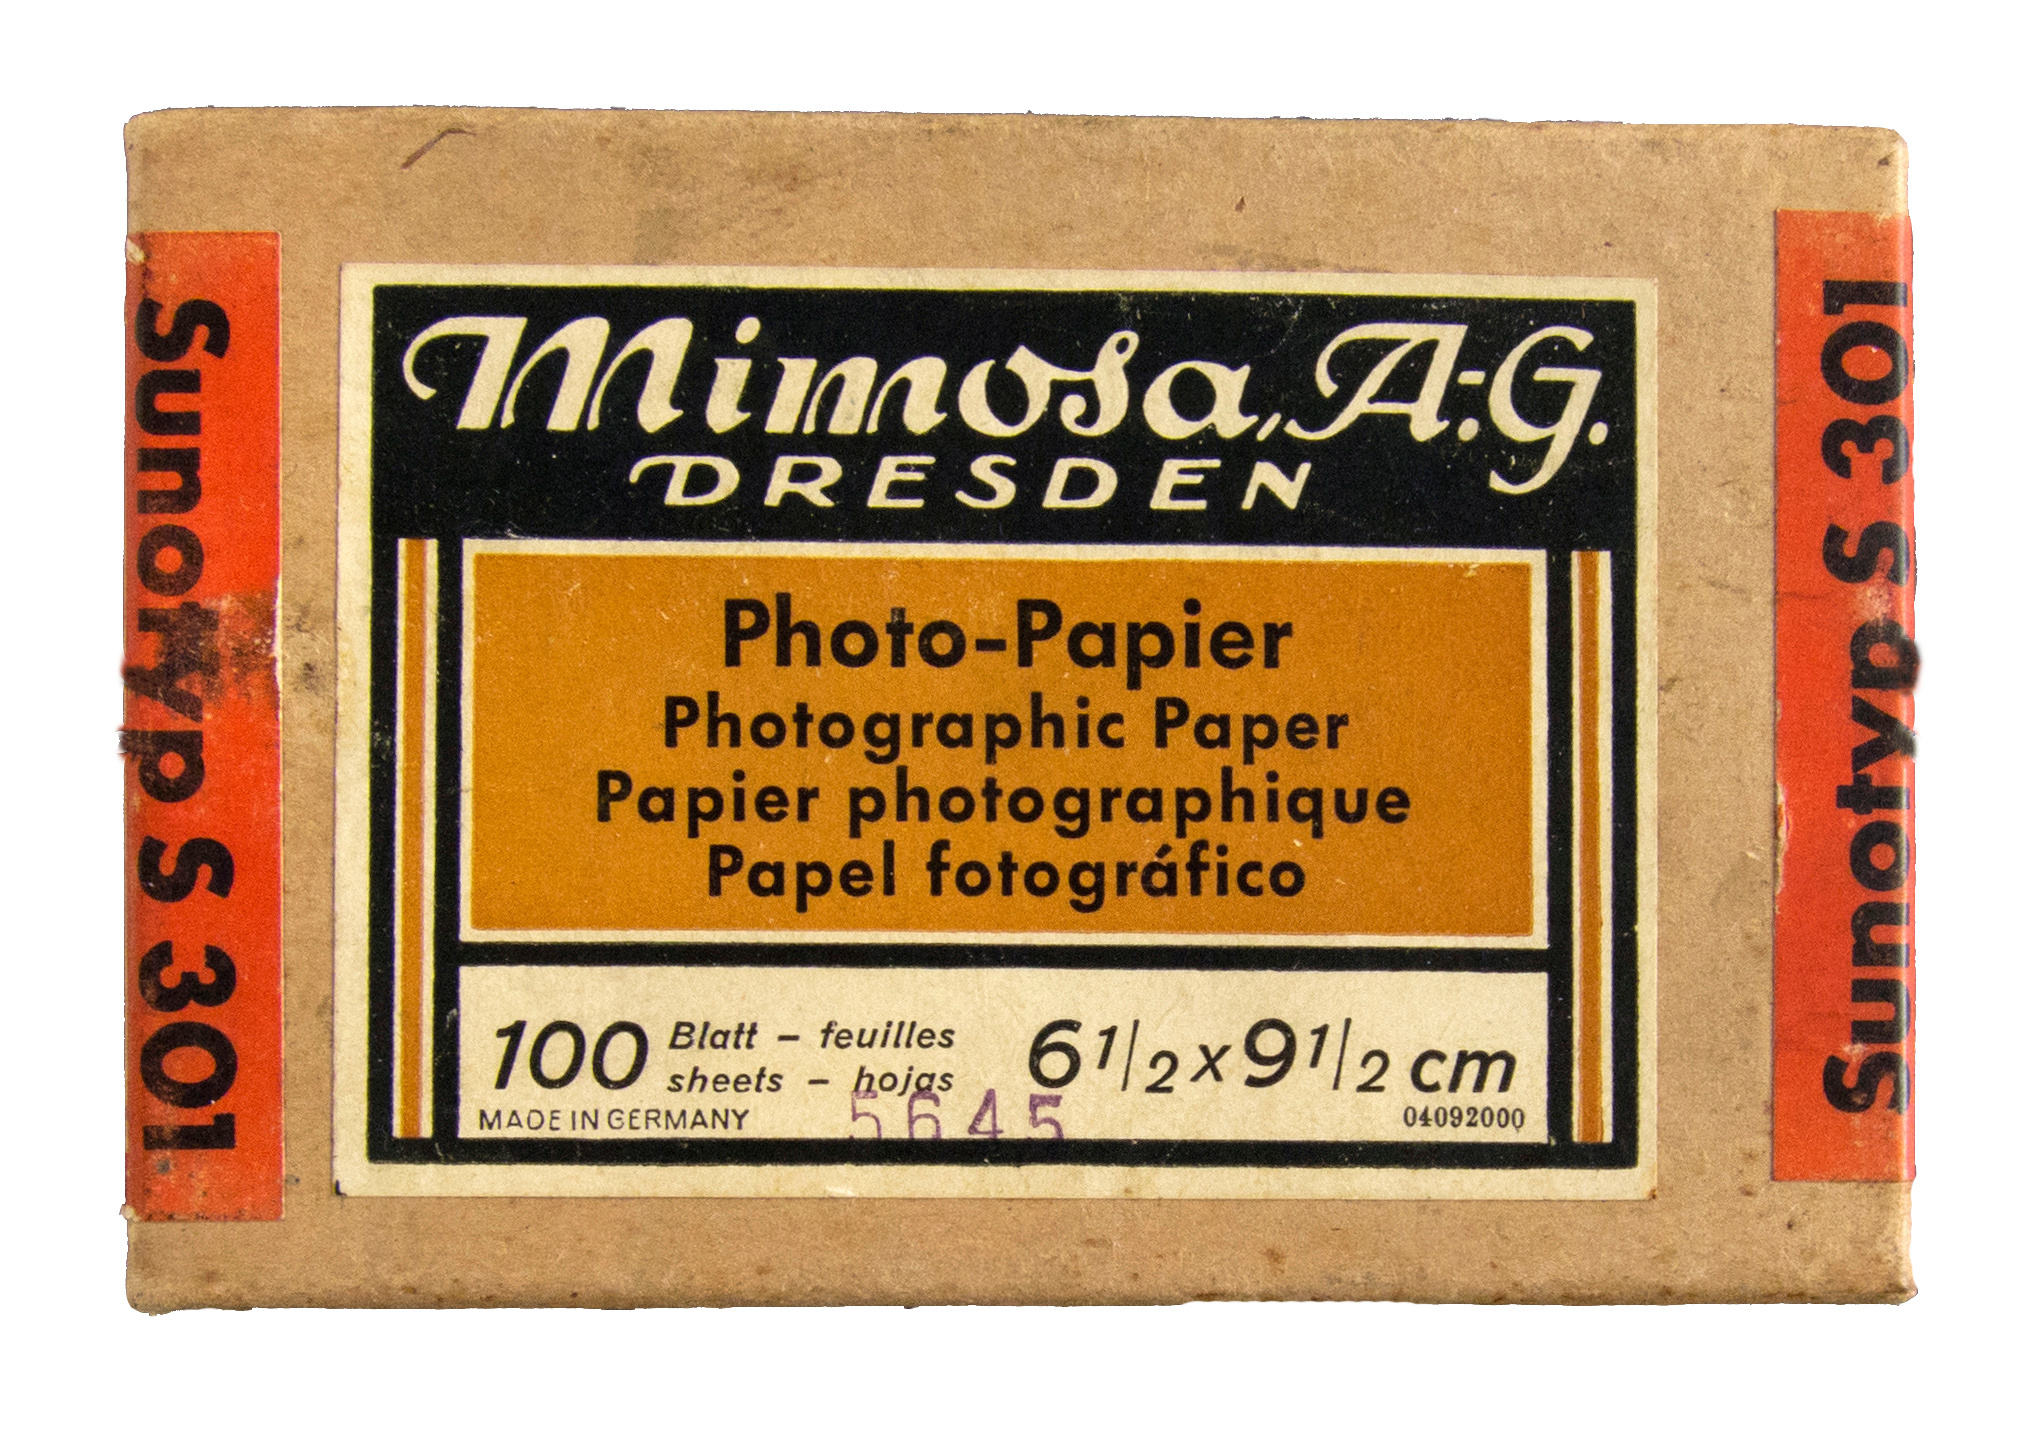 Mimosa, A.-G.
DRESDEN
Photo-Papier
Photographic Paper
Papier photographique
Papel fotográfico
100 Blatt – feuilles
sheets – hojas
6 1/2 x 9 1/2 cm
MADE IN GERMANY
5645
04092000
Sunotyp S 301
Sunotyp S 301